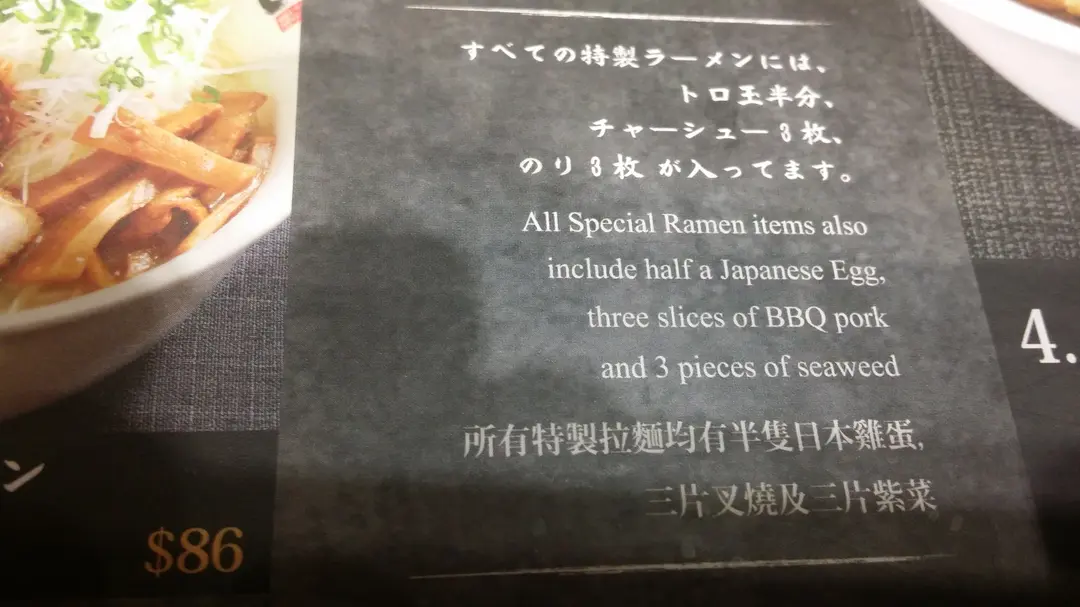 すべての特製ラーメンには、
トロ玉半分、
チャーシュー3枚、
のり3枚 が入ってます。
All Special Ramen items also
include half a Japanese Egg,
three slices of BBQ pork
and 3 pieces of seaweed
所有特製拉麵均有半隻日本雞蛋,
三片叉燒及三片紫菜
ン
$86
4.